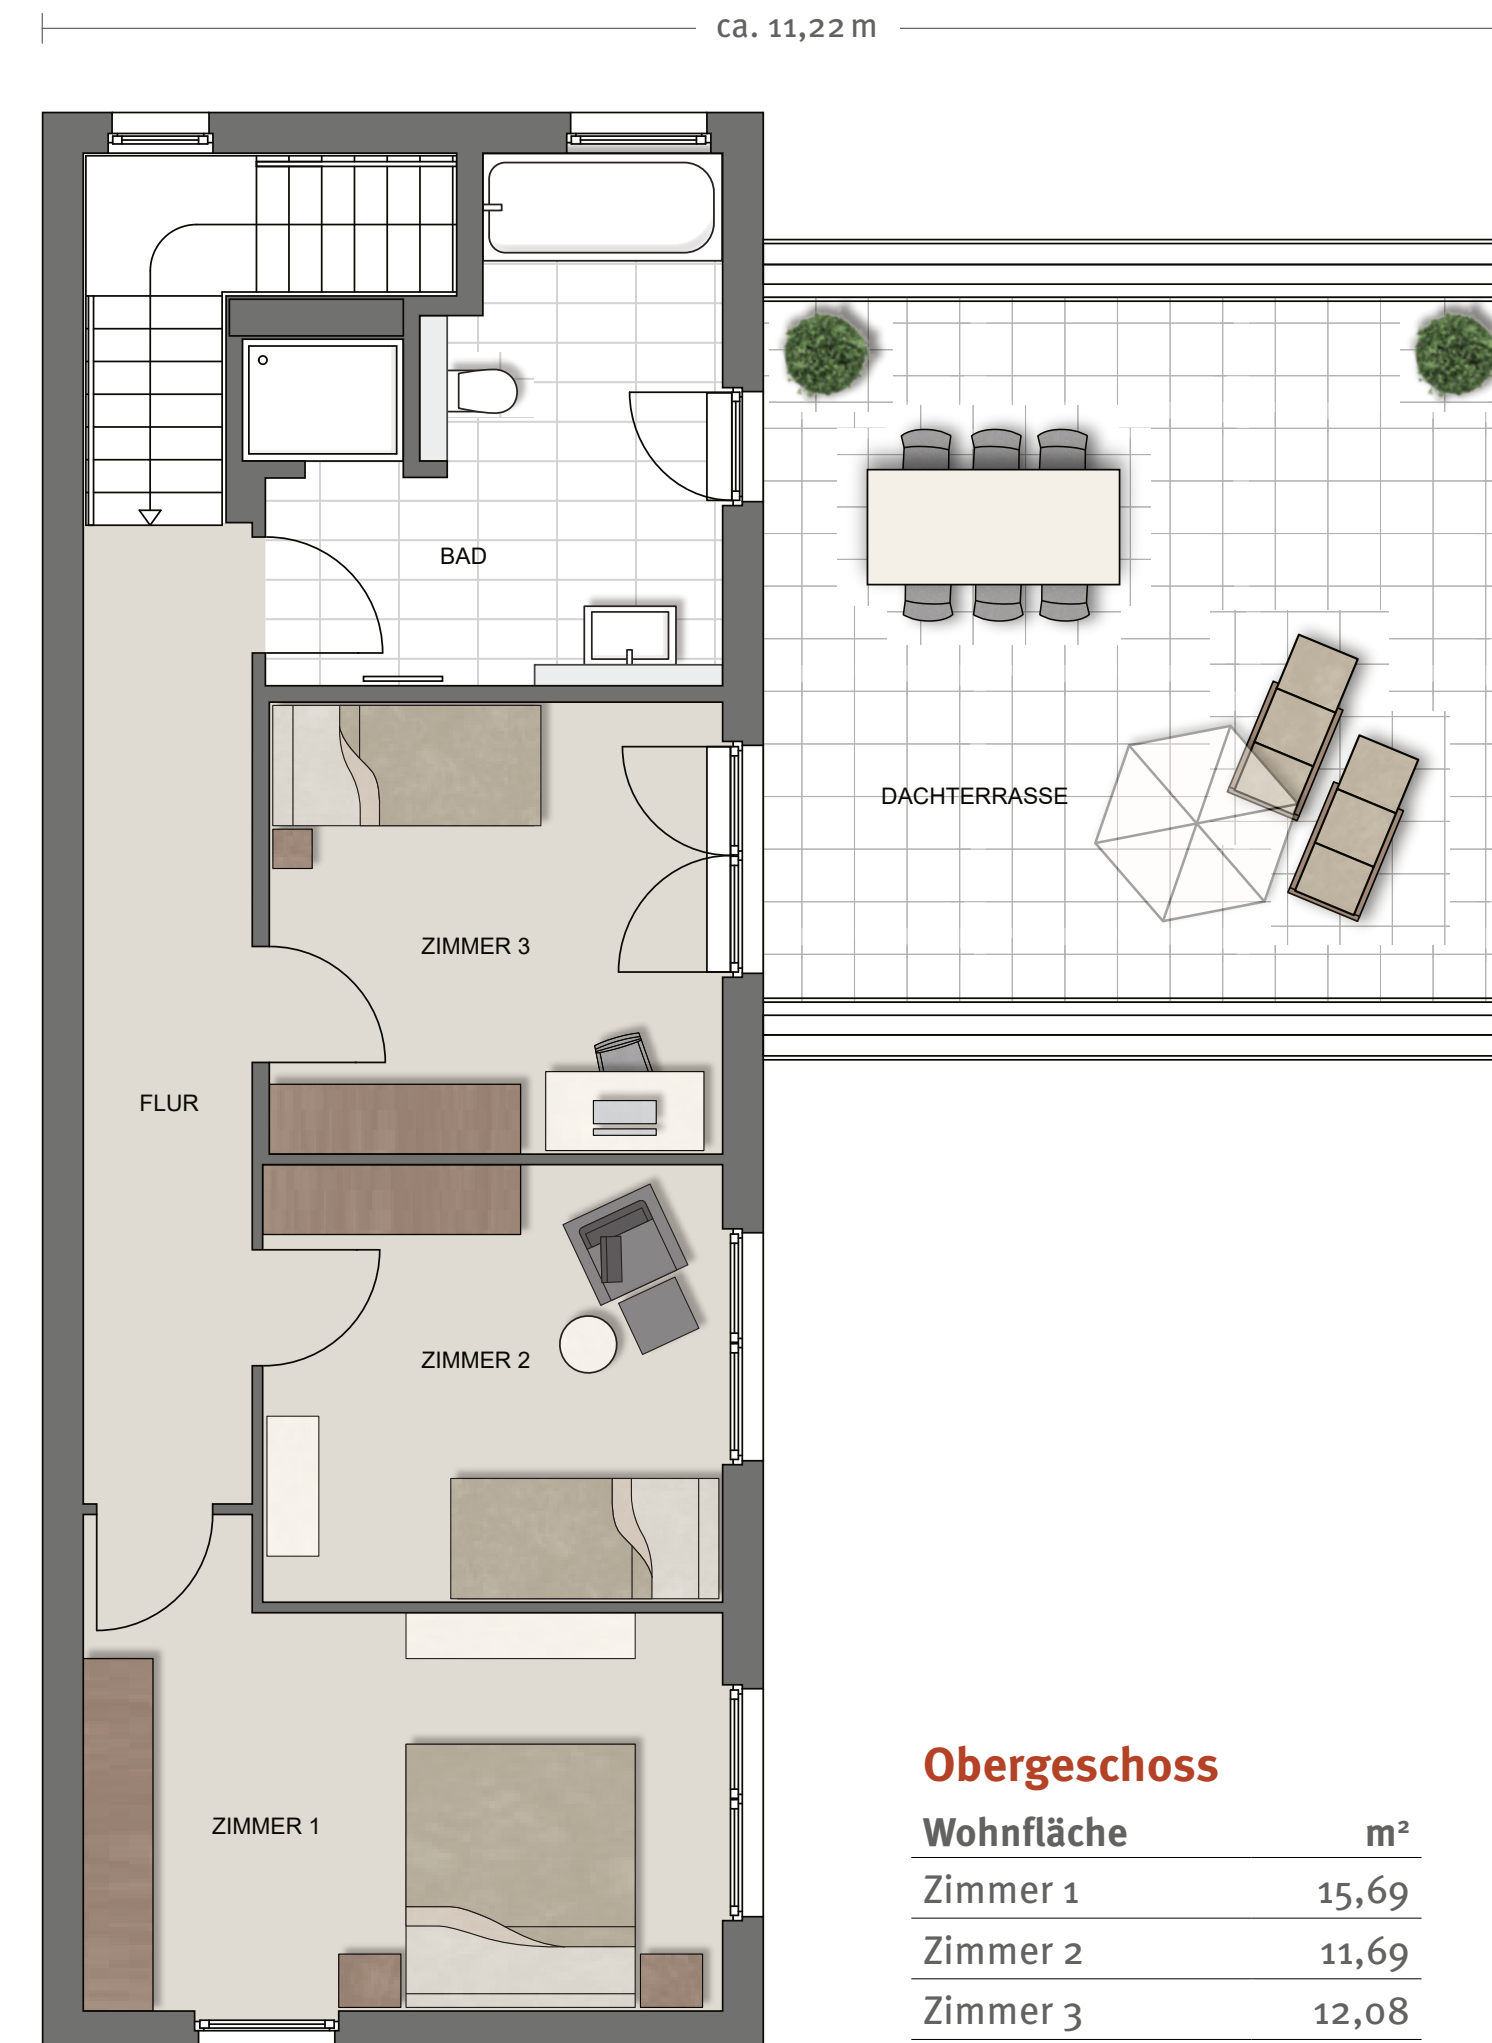 ca. 11,22 m
BAD
DACHTERRASSE
ZIMMER 3
FLUR
ZIMMER 2
ZIMMER 1
Obergeschoss
Wohnfläche m²
Zimmer 1 15,69
Zimmer 2 11,69
Zimmer 3 12,08